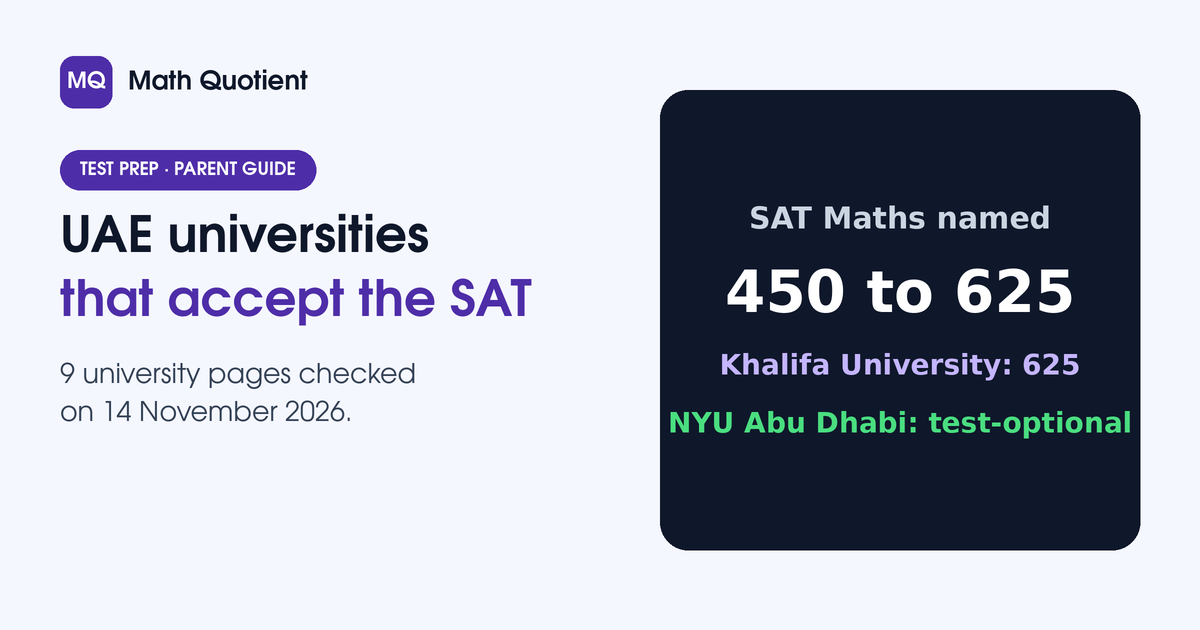 MQ Math Quotient
TEST PREP · PARENT GUIDE
UAE universities
that accept the SAT
9 university pages checked
on 14 November 2026.
SAT Maths named
450 to 625
Khalifa University: 625
NYU Abu Dhabi: test-optional